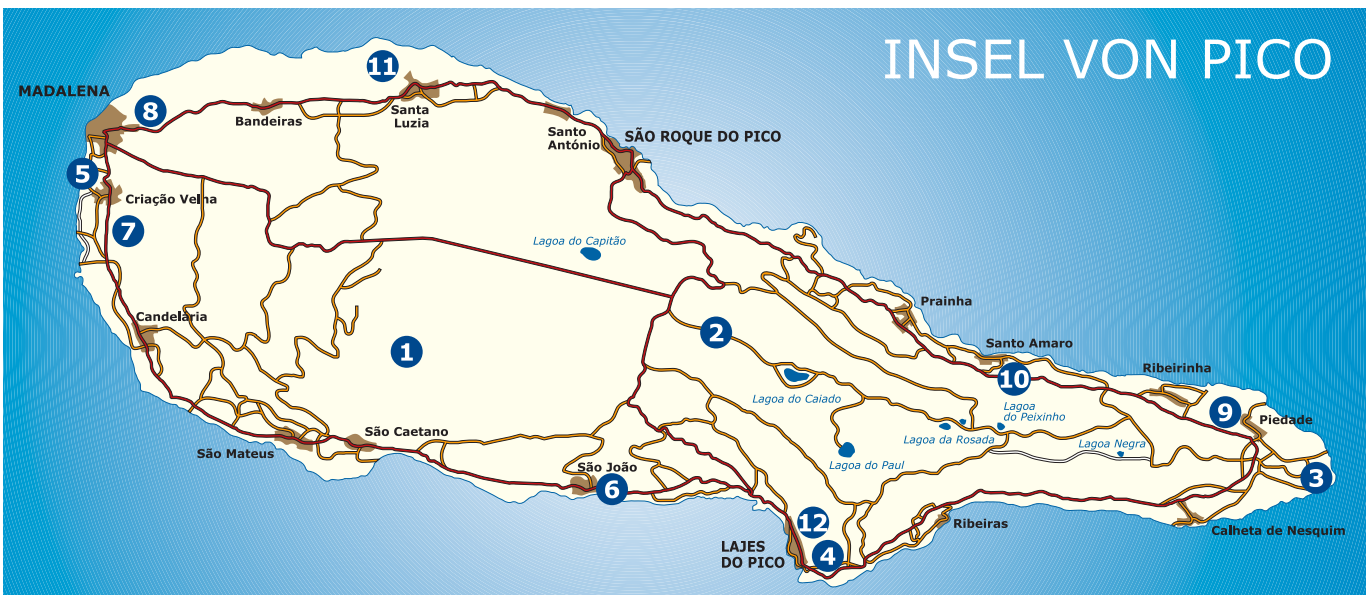 INSEL VON PICO
MADALENA
8
11
Bandeiras
Santa
Luzia
Santo
António
SÃO ROQUE DO PICO
5
Criação Velha
7
Lagoa do Capitão
Candelária
1
2
Prainha
Santo Amaro
10
Ribeirinha
9
Piedade
Lagoa do Caiado
Lagoa
do Peixinho
Lagoa da Rosada
Lagoa Negra
Lagoa do Paul
São Mateus
São Caetano
São João
6
3
12
LAJES
DO PICO
4
Ribeiras
Calheta de Nesquim